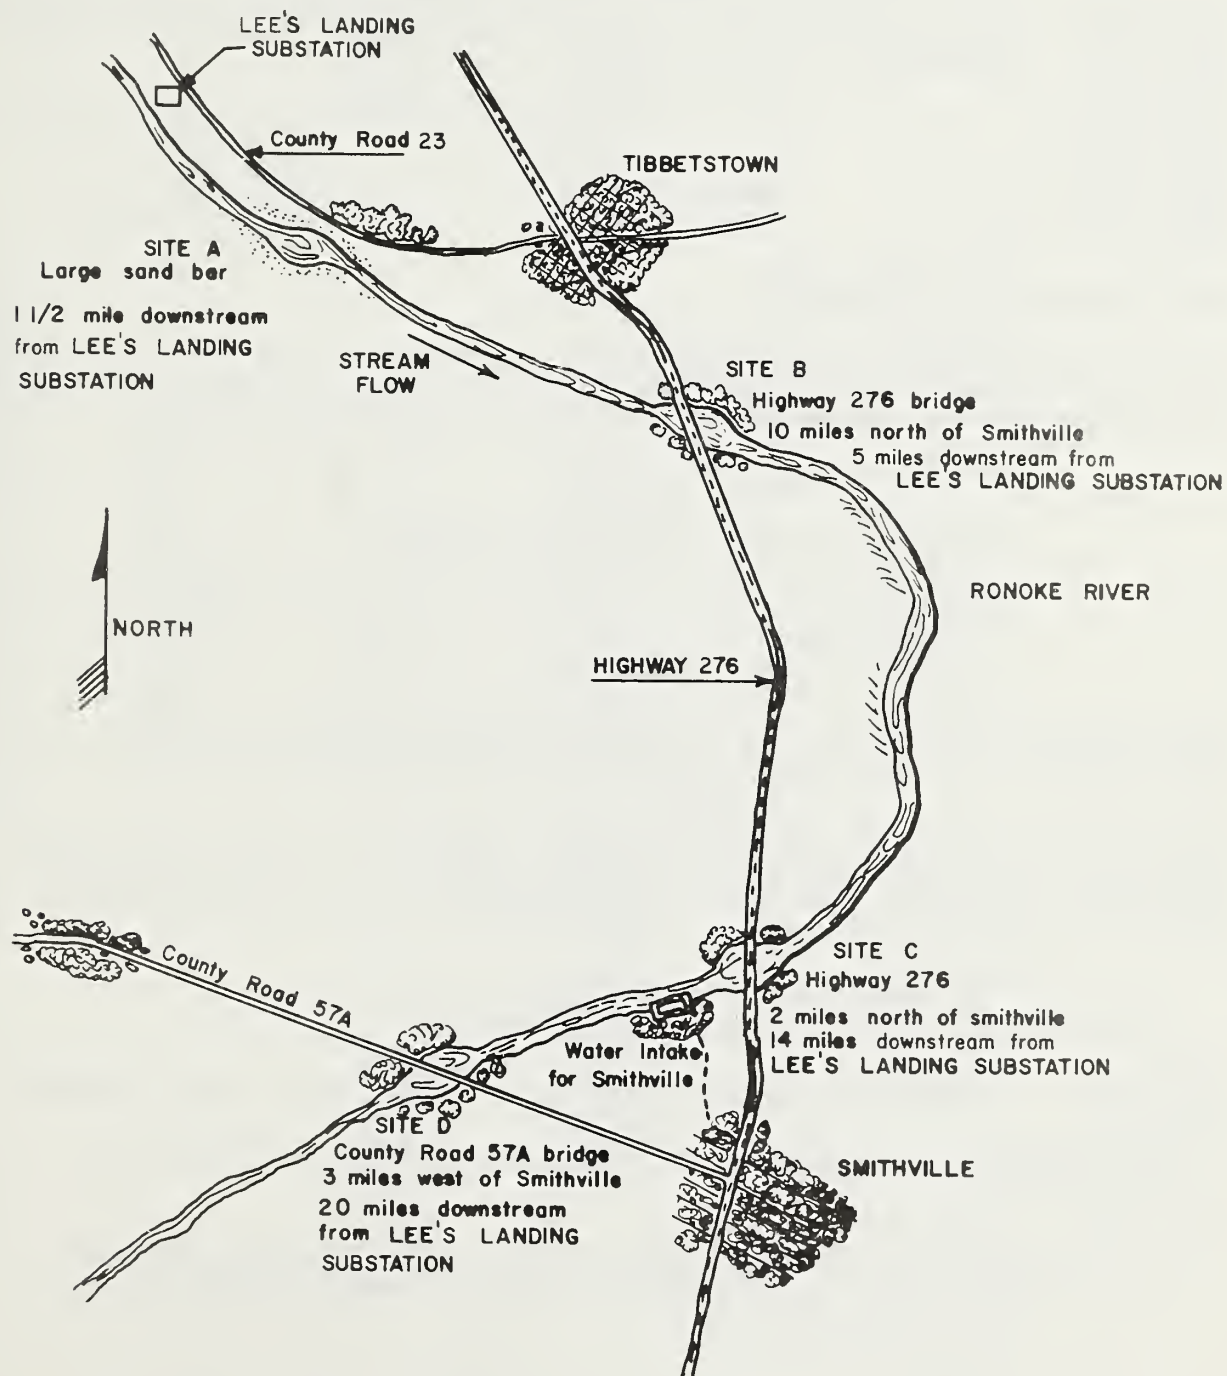 LEE'S LANDING
SUBSTATION
County Road 23
TIBBETSTOWN
SITE A
Large sand bar
1 1/2 mile downstream
from LEE'S LANDING
SUBSTATION
STREAM
FLOW
SITE B
Highway 276 bridge
10 miles north of Smithville
5 miles downstream from
LEE'S LANDING SUBSTATION
NORTH
RONOKE RIVER
HIGHWAY 276
County Road 57A
SITE C
Highway 276
2 miles north of smithville
14 miles downstream from
LEE'S LANDING SUBSTATION
Water Intake
for Smithville
SITE D
County Road 57A bridge
3 miles west of Smithville
20 miles downstream
from LEE'S LANDING
SUBSTATION
SMITHVILLE